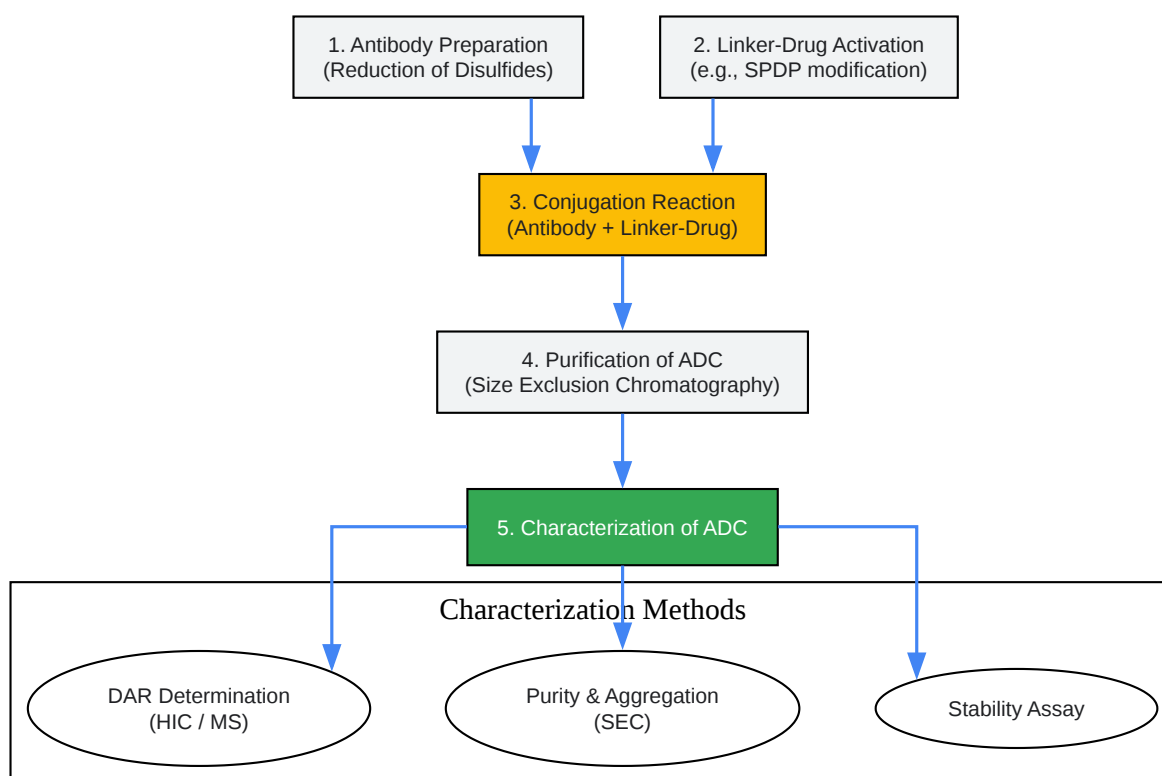 1. Antibody Preparation
(Reduction of Disulfides)
2. Linker-Drug Activation
(e.g., SPDP modification)
3. Conjugation Reaction
(Antibody + Linker-Drug)
4. Purification of ADC
(Size Exclusion Chromatography)
5. Characterization of ADC
Characterization Methods
DAR Determination
(HIC / MS)
Purity & Aggregation
(SEC)
Stability Assay